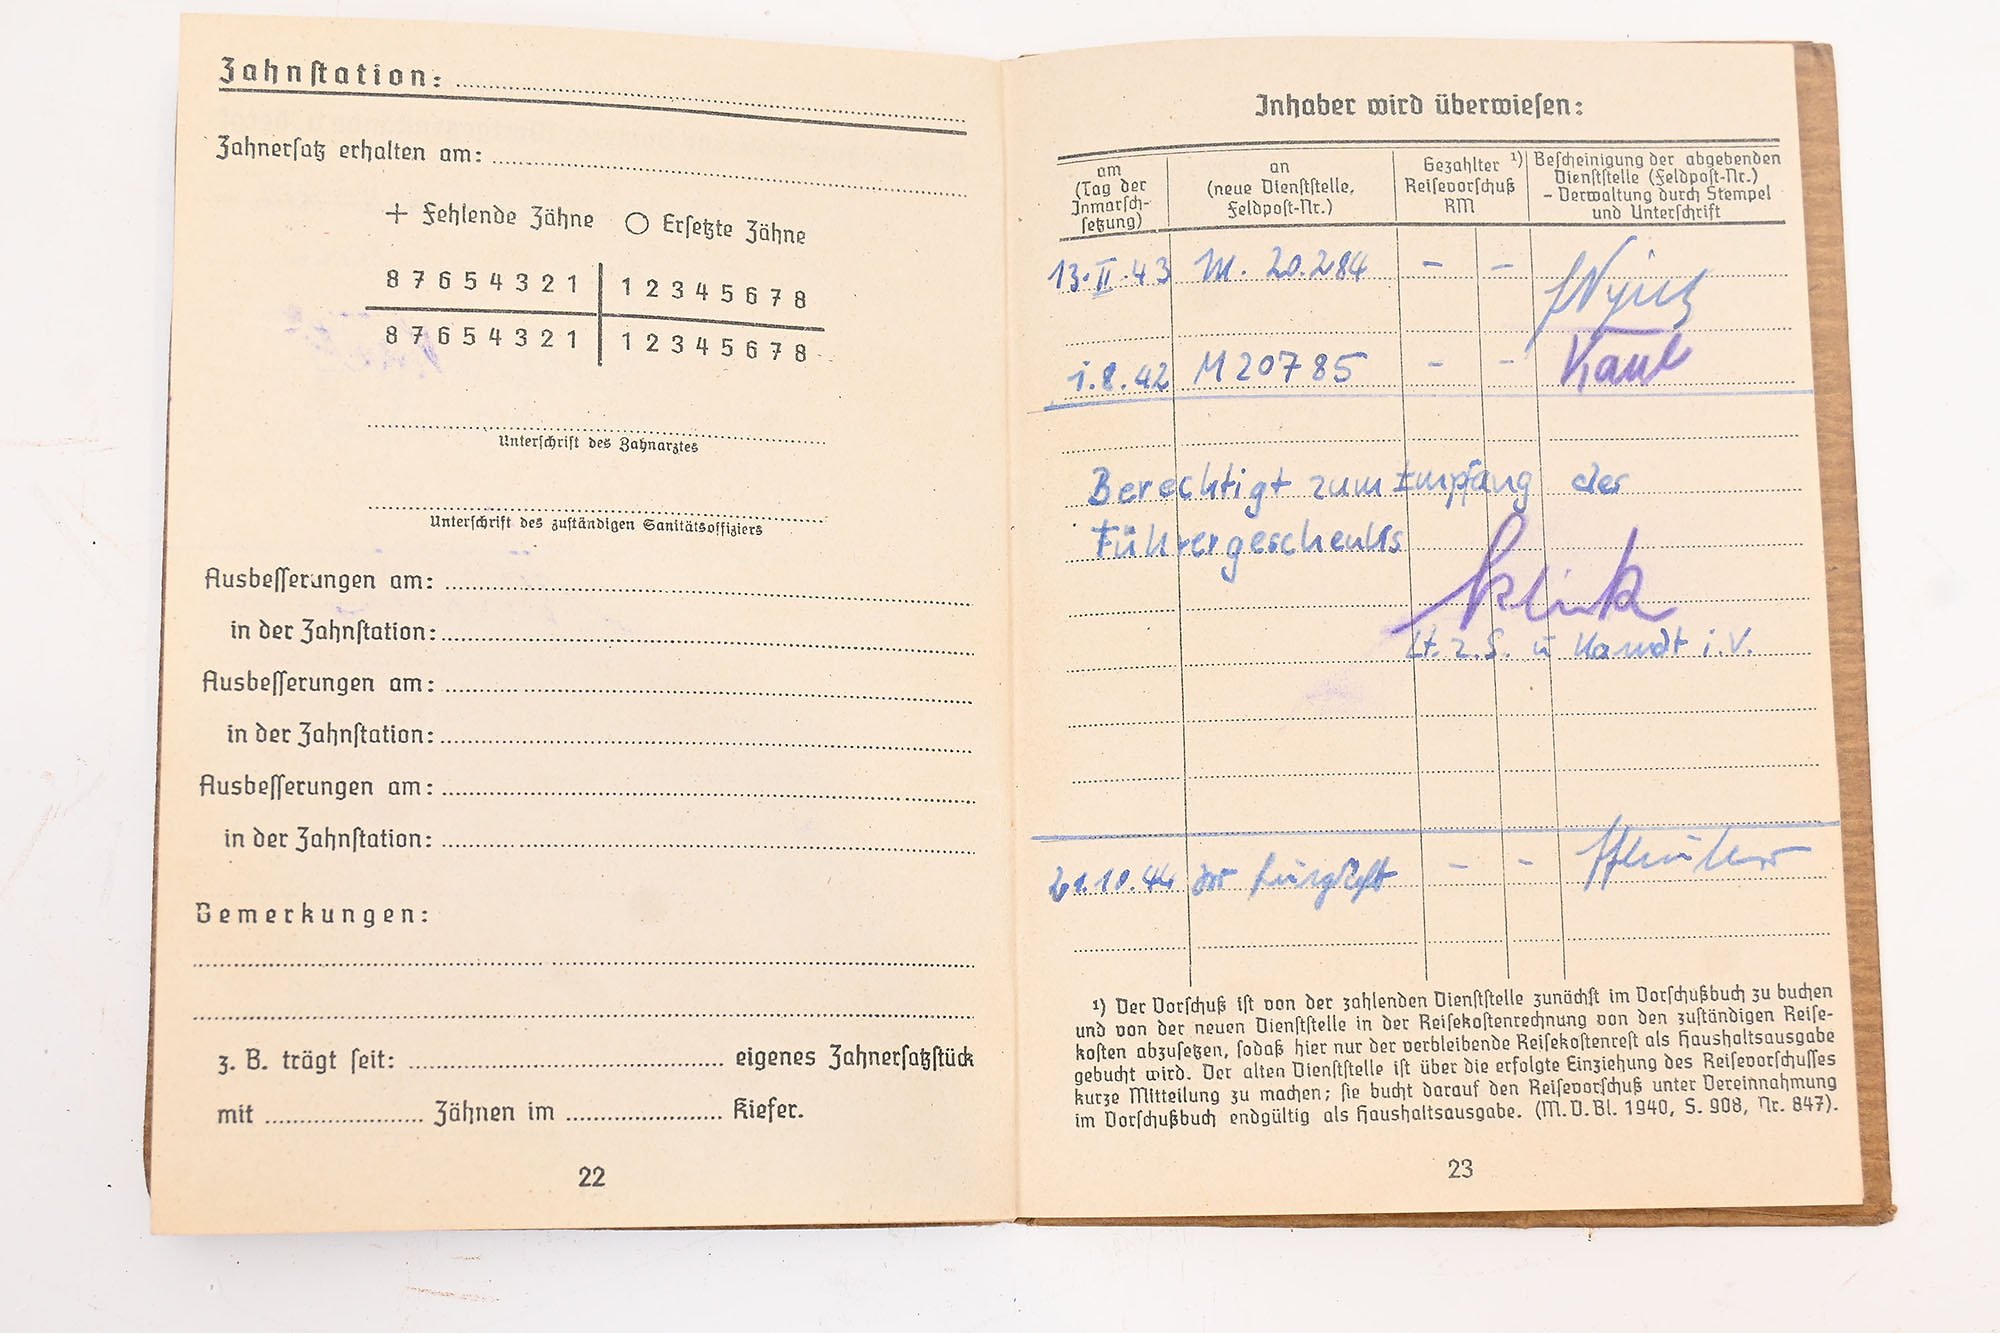 Zahnstation:
Zahnersatz erhalten am:
+ Fehlende Zähne ○ Ersetzte Zähne
8 7 6 5 4 3 2 1 | 1 2 3 4 5 6 7 8
8 7 6 5 4 3 2 1 | 1 2 3 4 5 6 7 8
Unterschrift des Zahnarztes
Unterschrift des zuständigen Sanitätsoffiziers
Ausbesserungen am:
in der Zahnstation:
Ausbesserungen am:
in der Zahnstation:
Ausbesserungen am:
in der Zahnstation:
Bemerkungen:
z. B. trägt seit: eigenes Zahnersatzstück
mit Zähnen im Kiefer.
22
Inhaber wird überwiesen:
am
(Tag der
Inmarsch-
setzung)
an
(neue Dienststelle,
Feldpost-Nr.)
Gezahlter ¹)
Reisevorschuß
RM
Bescheinigung der abgebenden
Dienststelle (Feldpost-Nr.)
- Verwaltung durch Stempel
und Unterschrift
13.II.43 M. 20.284 – –
1.8.42 M 20785 – –
Berechtigt zum Empfang des
Führergeschenks
Klink
Lt. z. S. u Kamdt i.V.
21.10.44 – –
¹) Der Vorschuß ist von der zahlenden Dienststelle zunächst im Vorschußbuch zu buchen
und von der neuen Dienststelle in der Reisekostenrechnung von den zuständigen Reise-
kosten abzusetzen, sodaß hier nur der verbleibende Reisekostenrest als Haushaltsausgabe
gebucht wird. Der alten Dienststelle ist über die erfolgte Einziehung des Reisevorschusses
kurze Mitteilung zu machen; sie bucht darauf den Reisevorschuß unter Vereinnahmung
im Vorschußbuch endgültig als Haushaltsausgabe. (M.V.Bl. 1940, S. 908, Nr. 847).
23